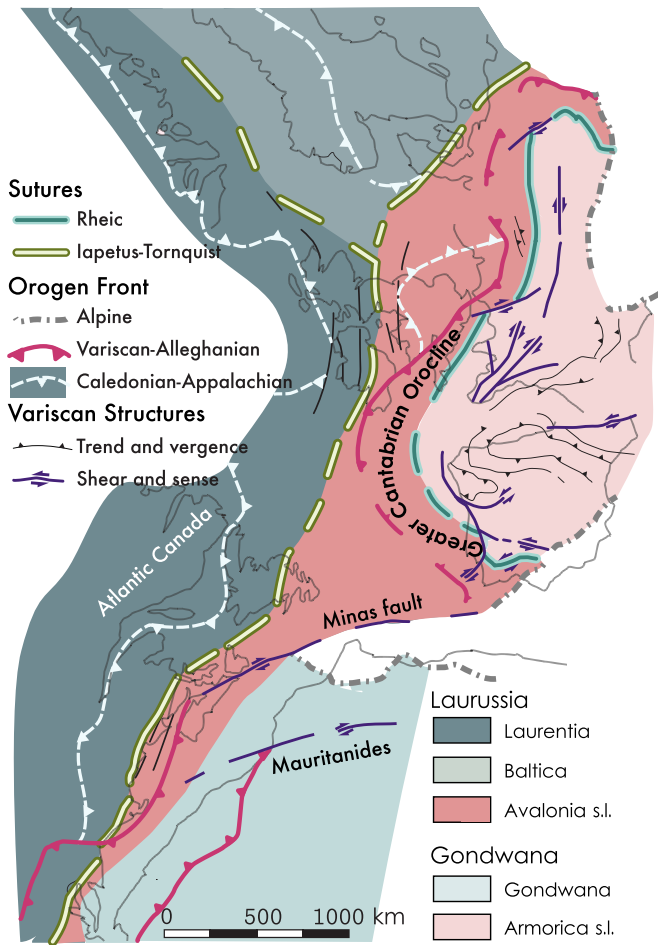 Sutures
Rheic
Iapetus-Tornquist
Orogen Front
Alpine
Variscan-Alleghanian
Caledonian-Appalachian
Variscan Structures
Trend and vergence
Shear and sense
Greater Cantabrian Orocline
Atlantic Canada
Minas fault
Mauritanides
Laurussia
Laurentia
Baltica
Avalonia s.l.
Gondwana
Gondwana
Armorica s.l.
0 500 1000 km